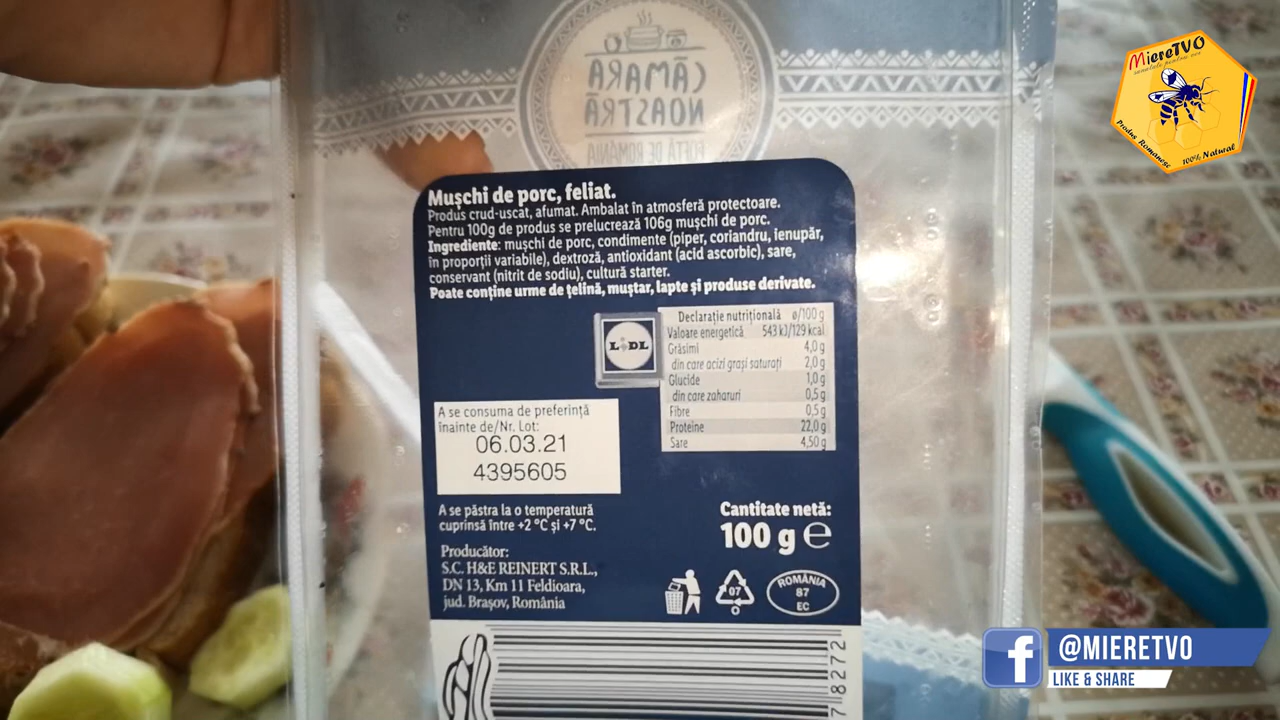 MiereTVO
Produs Romanesc
100% Natural
CĂMARA
NOASTRĂ
Mușchi de porc, feliat.
Produs crud-uscat, afumat. Ambalat în atmosferă protectoare.
Pentru 100g de produs se prelucrează 106g mușchi de porc.
Ingrediente: mușchi de porc, condimente (piper, coriandru, ienupăr,
în proporții variabile), dextroză, antioxidant (acid ascorbic), sare,
conservant (nitrit de sodiu), cultură starter.
Poate conține urme de țelină, muștar, lapte și produse derivate.
LIDL
Declarație nutrițională ø/100 g
Valoare energetică 543 kJ/129 kcal
Grăsimi 4,0 g
din care acizi grași saturați 2,0 g
Glucide 1,0 g
din care zaharuri 0,5 g
Fibre 0,5 g
Proteine 22,0 g
Sare 4,50 g
A se consuma de preferință
înainte de/Nr. Lot:
06.03.21
4395605
A se păstra la o temperatură
cuprinsă între +2 °C și +7 °C.
Cantitate netă:
100 g e
Producător:
S.C. H&E REINERT S.R.L.,
DN 13, Km 11 Feldioara,
jud. Brașov, România
07
ROMÂNIA
87
EC
78272
f @MIERETVO
LIKE & SHARE